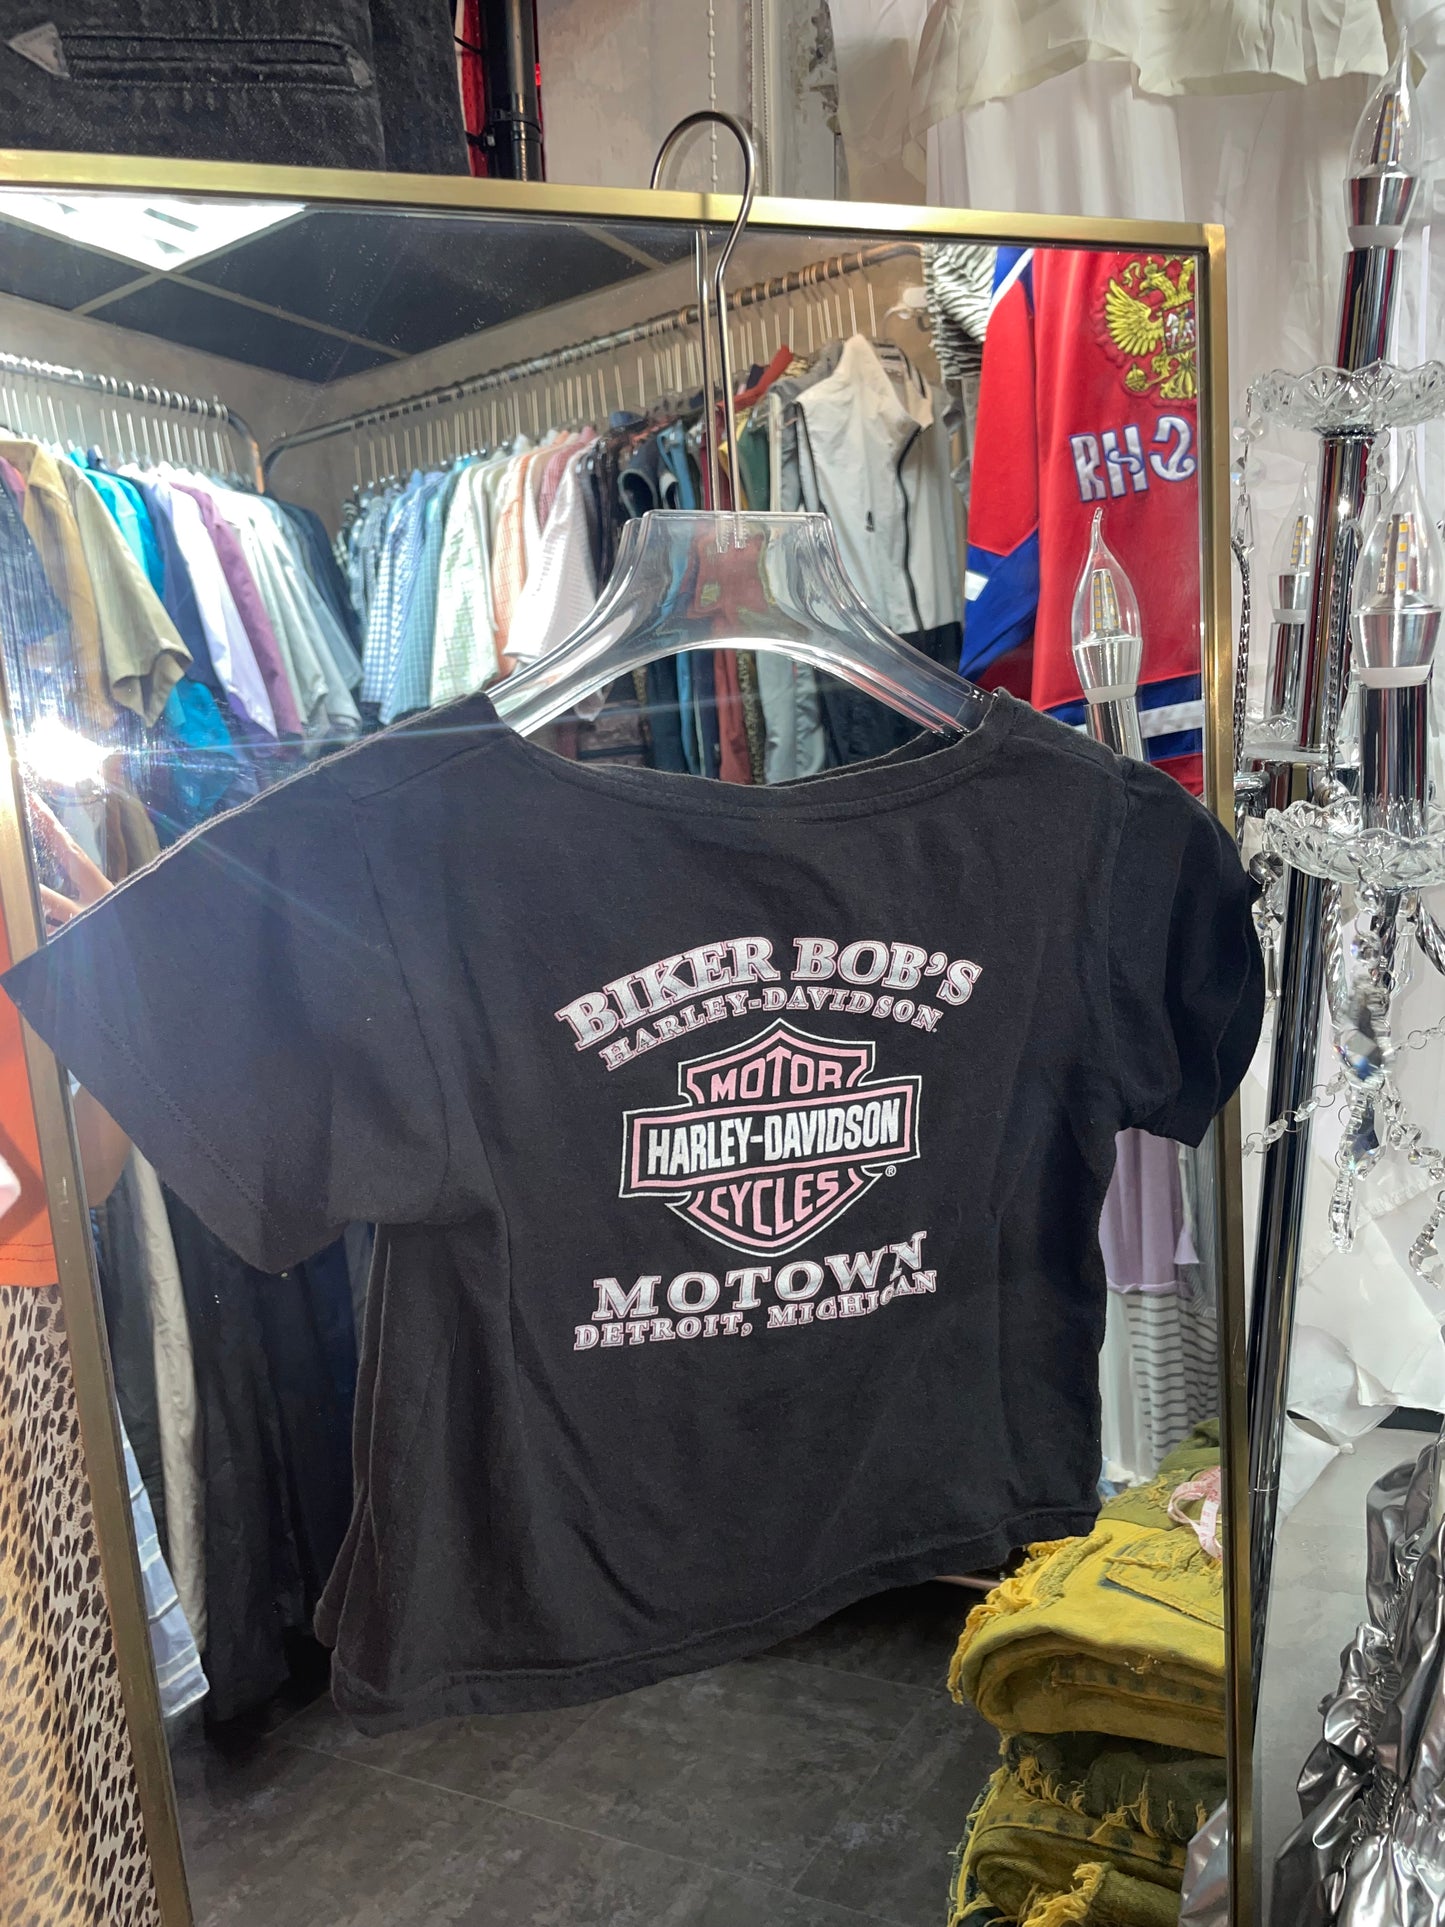 BIKER BOB'S
HARLEY-DAVIDSON
MOTOR
HARLEY-DAVIDSON
CYCLES
®
MOTOWN
DETROIT, MICHIGAN